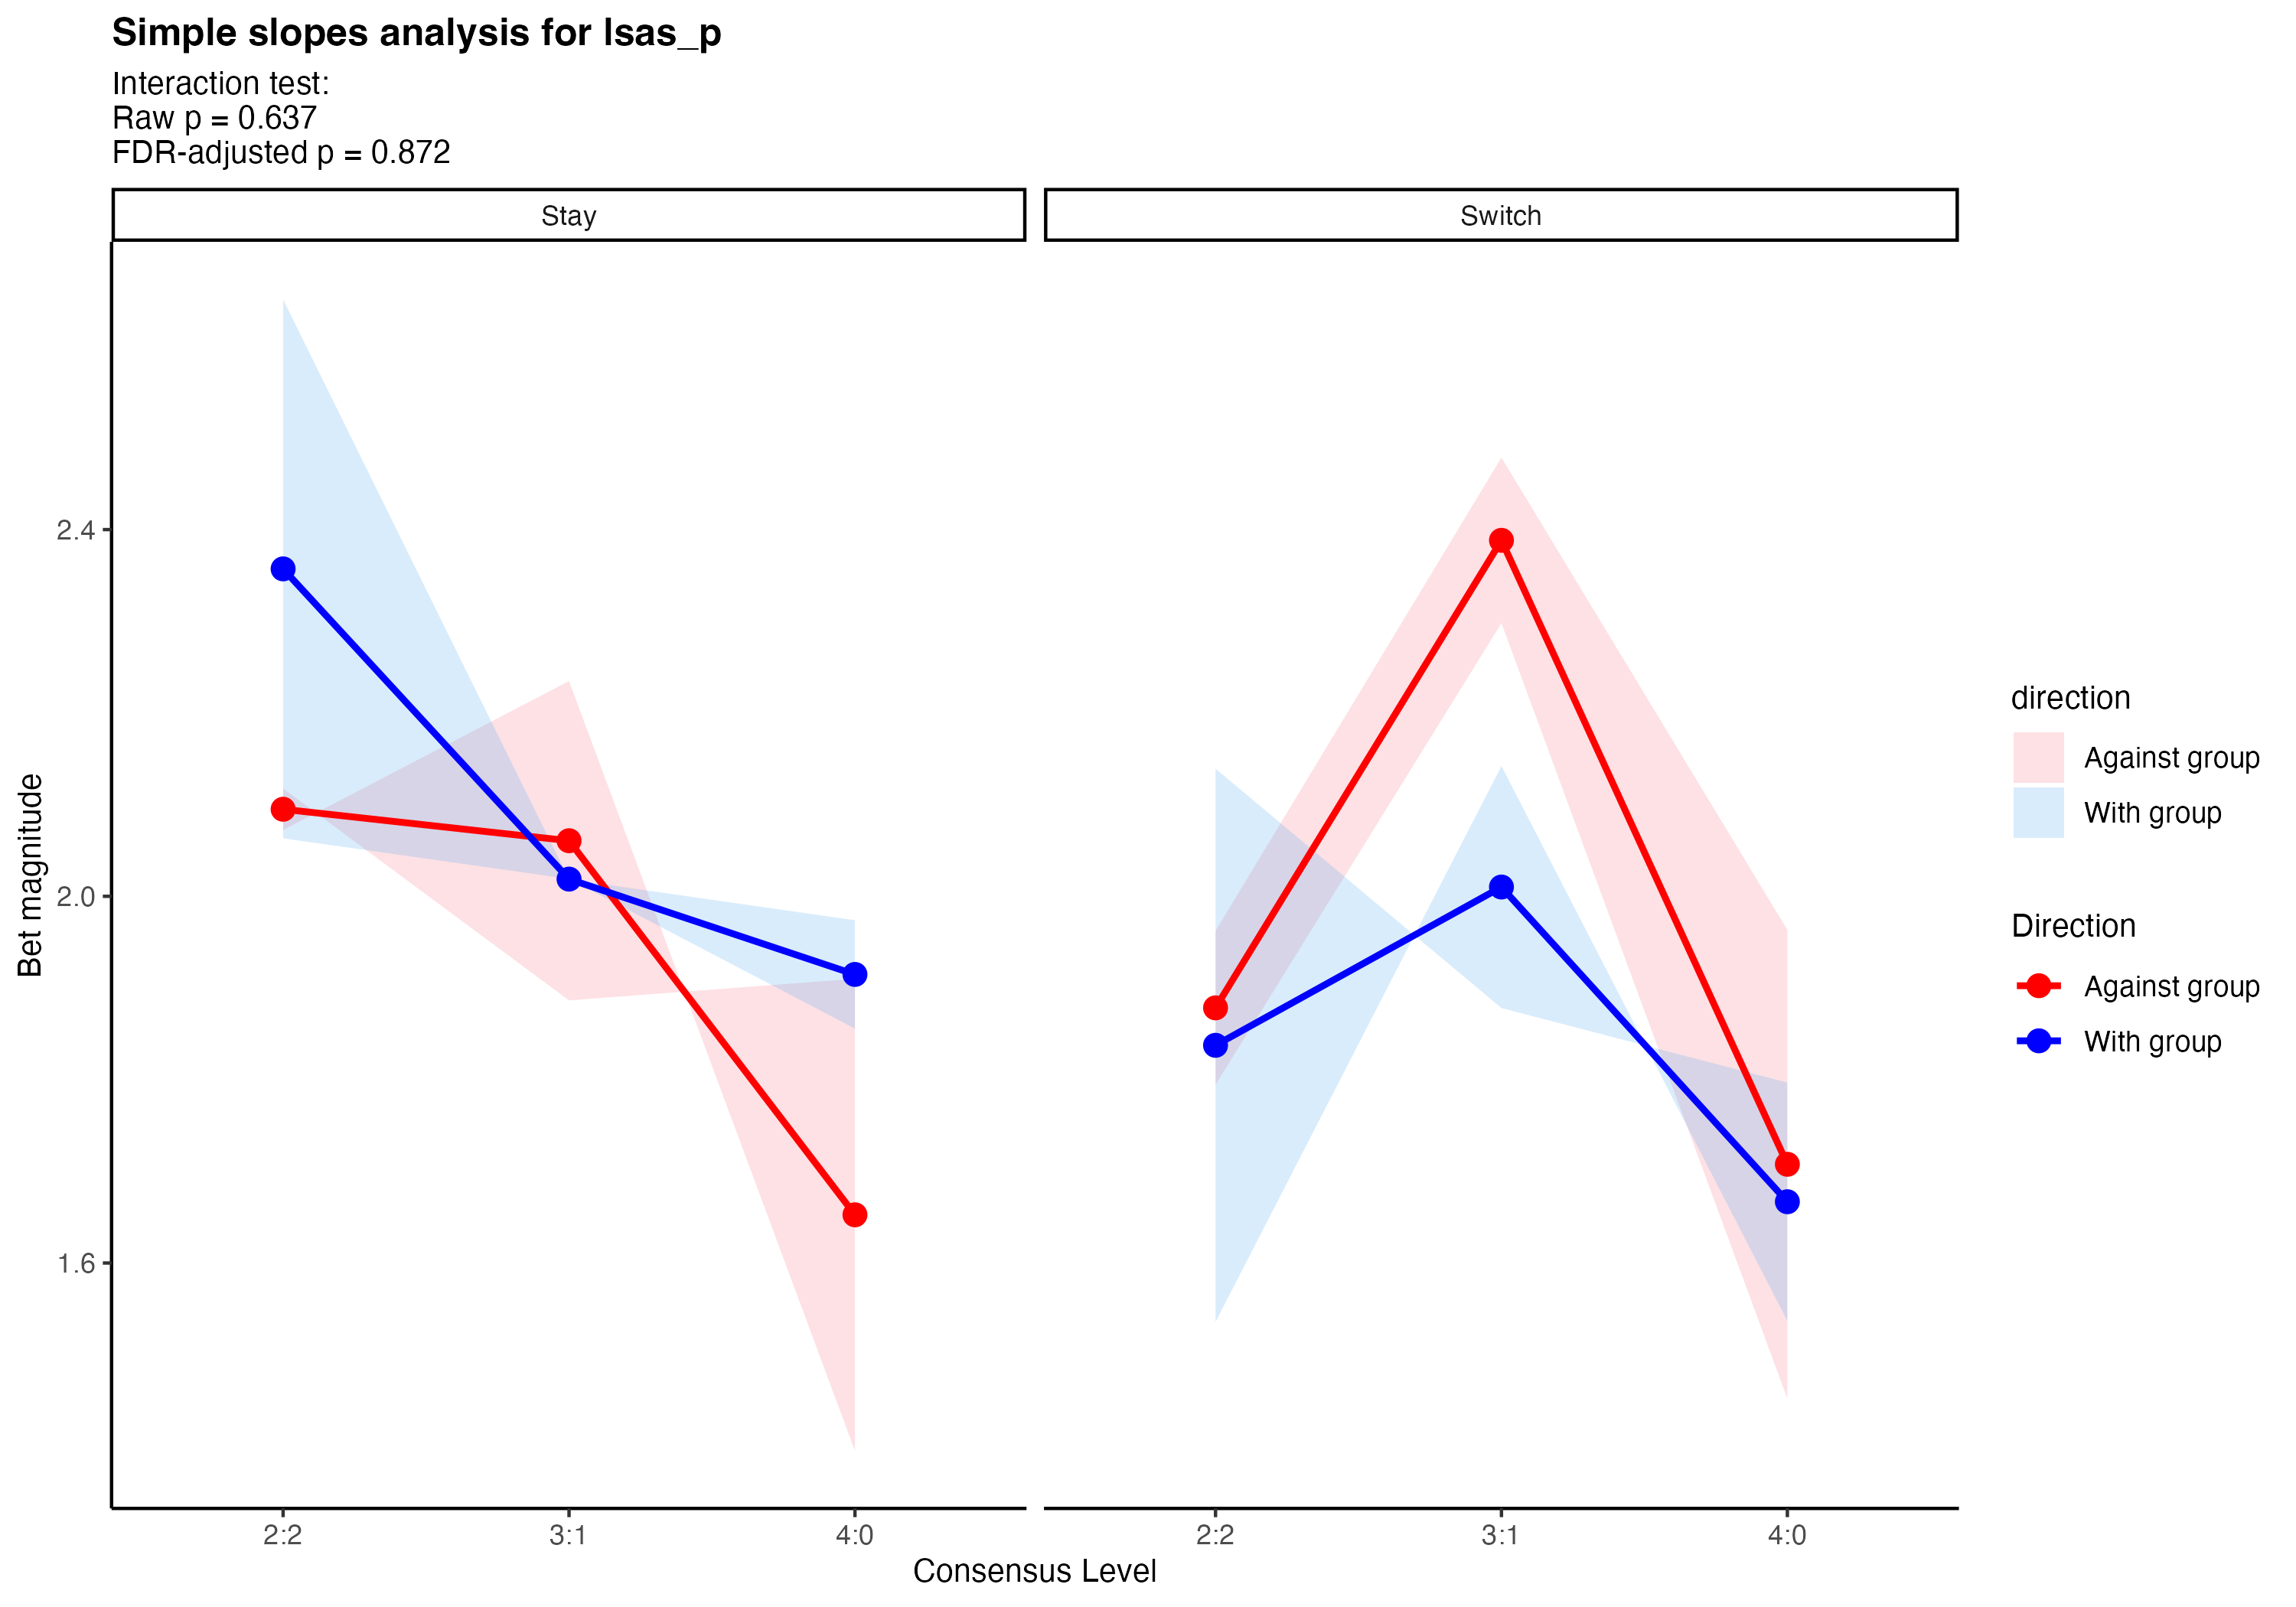 Simple slopes analysis for lsas_p
Interaction test:
Raw p = 0.637
FDR-adjusted p = 0.872
Stay
Switch
Bet magnitude
2.4
2.0
1.6
2:2
3:1
4:0
2:2
3:1
4:0
Consensus Level
direction
Against group
With group
Direction
Against group
With group